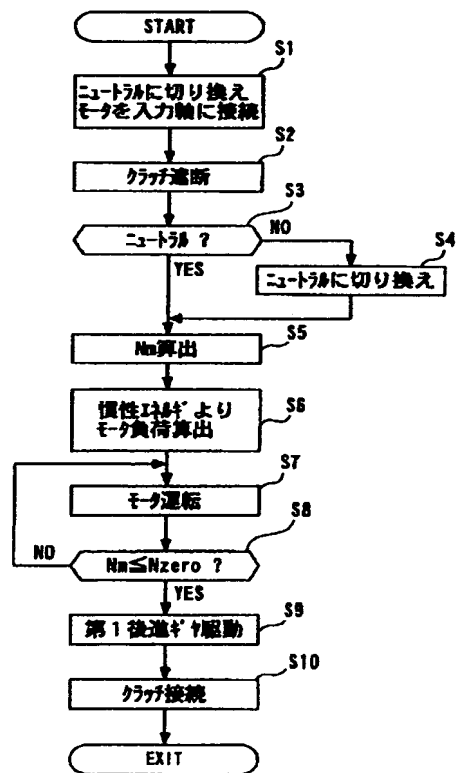 START
S1
ニュートラルに切り換え
モータを入力軸に接続
S2
クラッチ遮断
S3
ニュートラル ?
NO
YES
S4
ニュートラルに切り換え
S5
Nm算出
S6
慣性エネルギより
モータ負荷算出
S7
モータ運転
S8
Nm≦Nzero ?
NO
YES
S9
第1後進ギヤ駆動
S10
クラッチ接続
EXIT